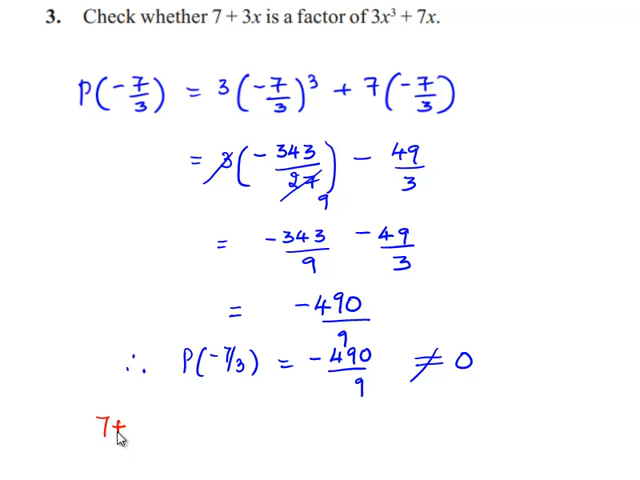 3. Check whether 7 + 3x is a factor of 3x³ + 7x.
P(-7/3) = 3(-7/3)³ + 7(-7/3)
= 3(-343/27) - 49/3
9
= -343/9 -49/3
= -490/9
∴ P(-7/3) = -490/9 ≠ 0
7+